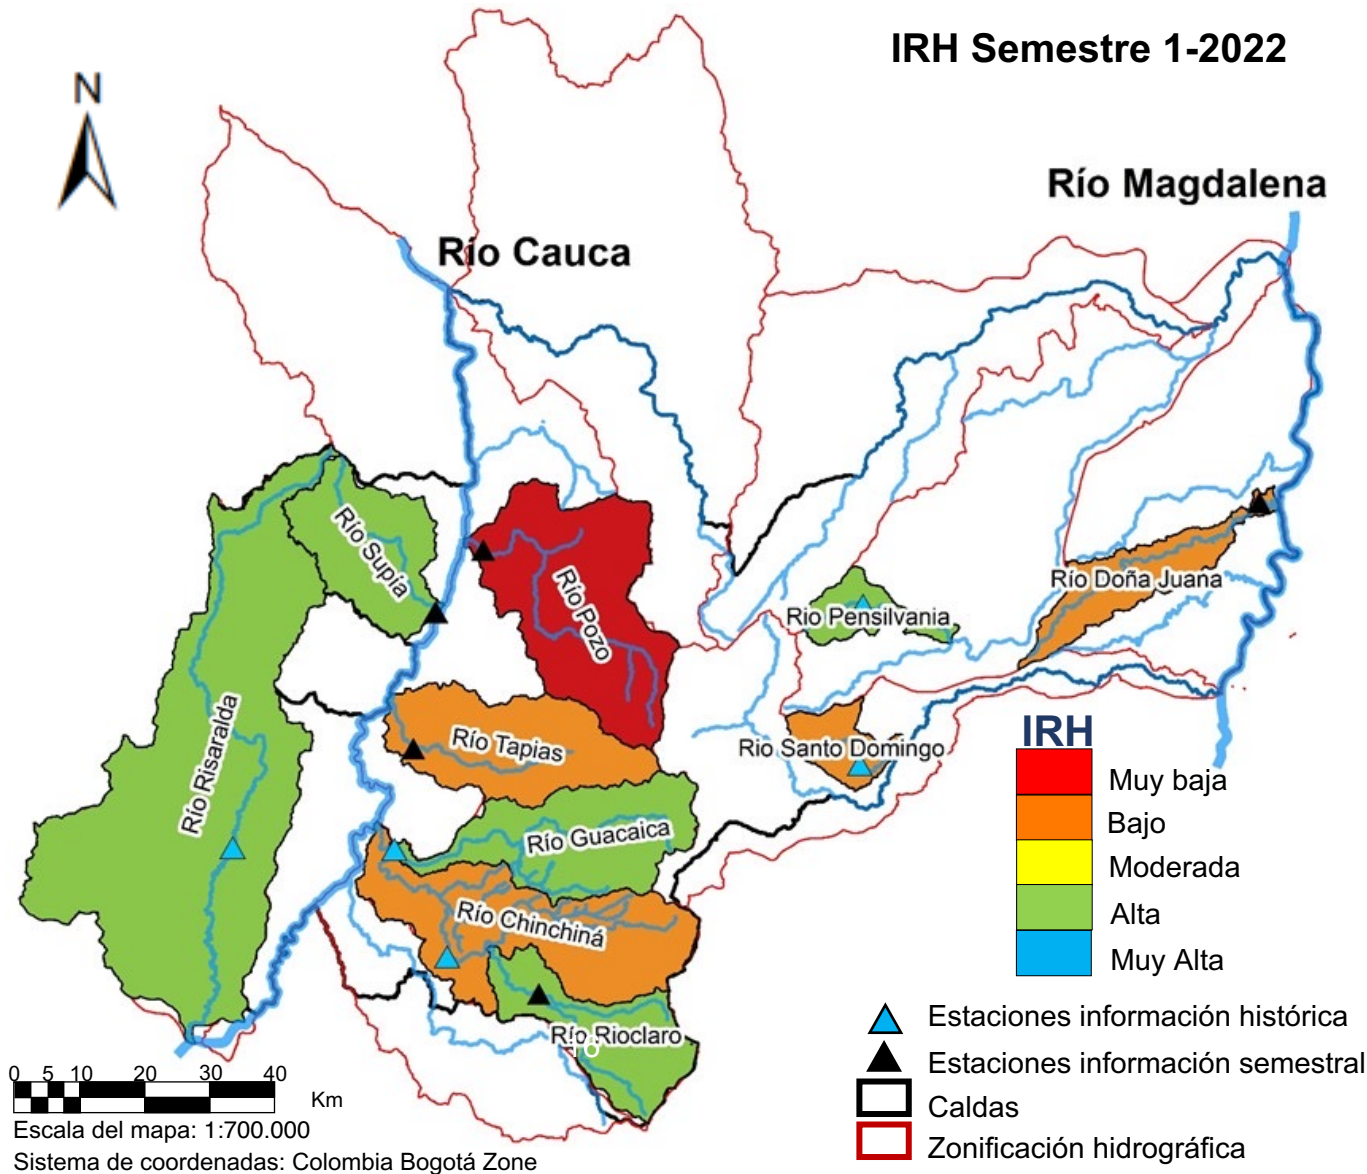 IRH Semestre 1-2022
N
Río Magdalena
Río Cauca
Río Supía
Río Pozo
Río Doña Juana
Rio Pensilvania
Río Risaralda
Río Tapias
Rio Santo Domingo
Río Guacaica
Río Chinchiná
Río Rioclaro
16
IRH
Muy baja
Bajo
Moderada
Alta
Muy Alta
Estaciones información histórica
Estaciones información semestral
Caldas
Zonificación hidrográfica
0 5 10 20 30 40
Km
Escala del mapa: 1:700.000
Sistema de coordenadas: Colombia Bogotá Zone